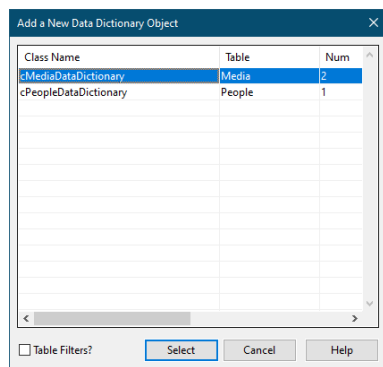 Add a New Data Dictionary Object
Class Name Table Num
cMediaDataDictionary Media 2
cPeopleDataDictionary People 1
Table Filters? Select Cancel Help